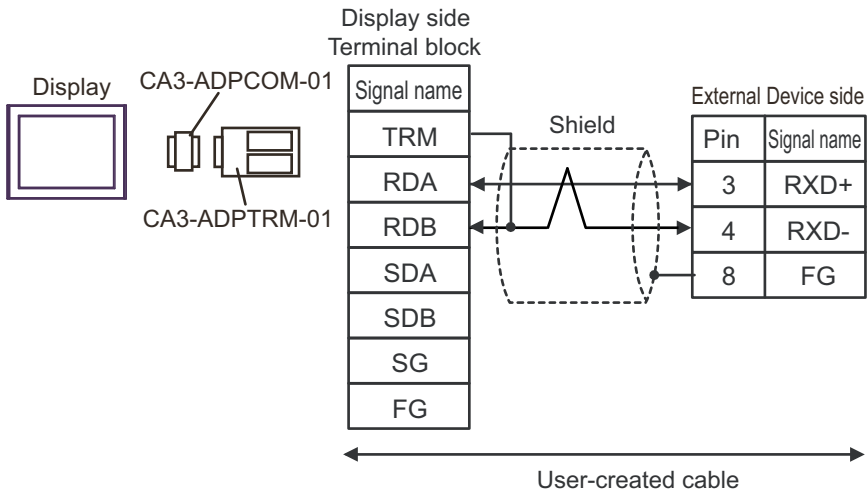 Display side
Terminal block
Display
CA3-ADPCOM-01
CA3-ADPTRM-01
Signal name
TRM
RDA
RDB
SDA
SDB
SG
FG
Shield
External Device side
Pin Signal name
3 RXD+
4 RXD-
8 FG
User-created cable